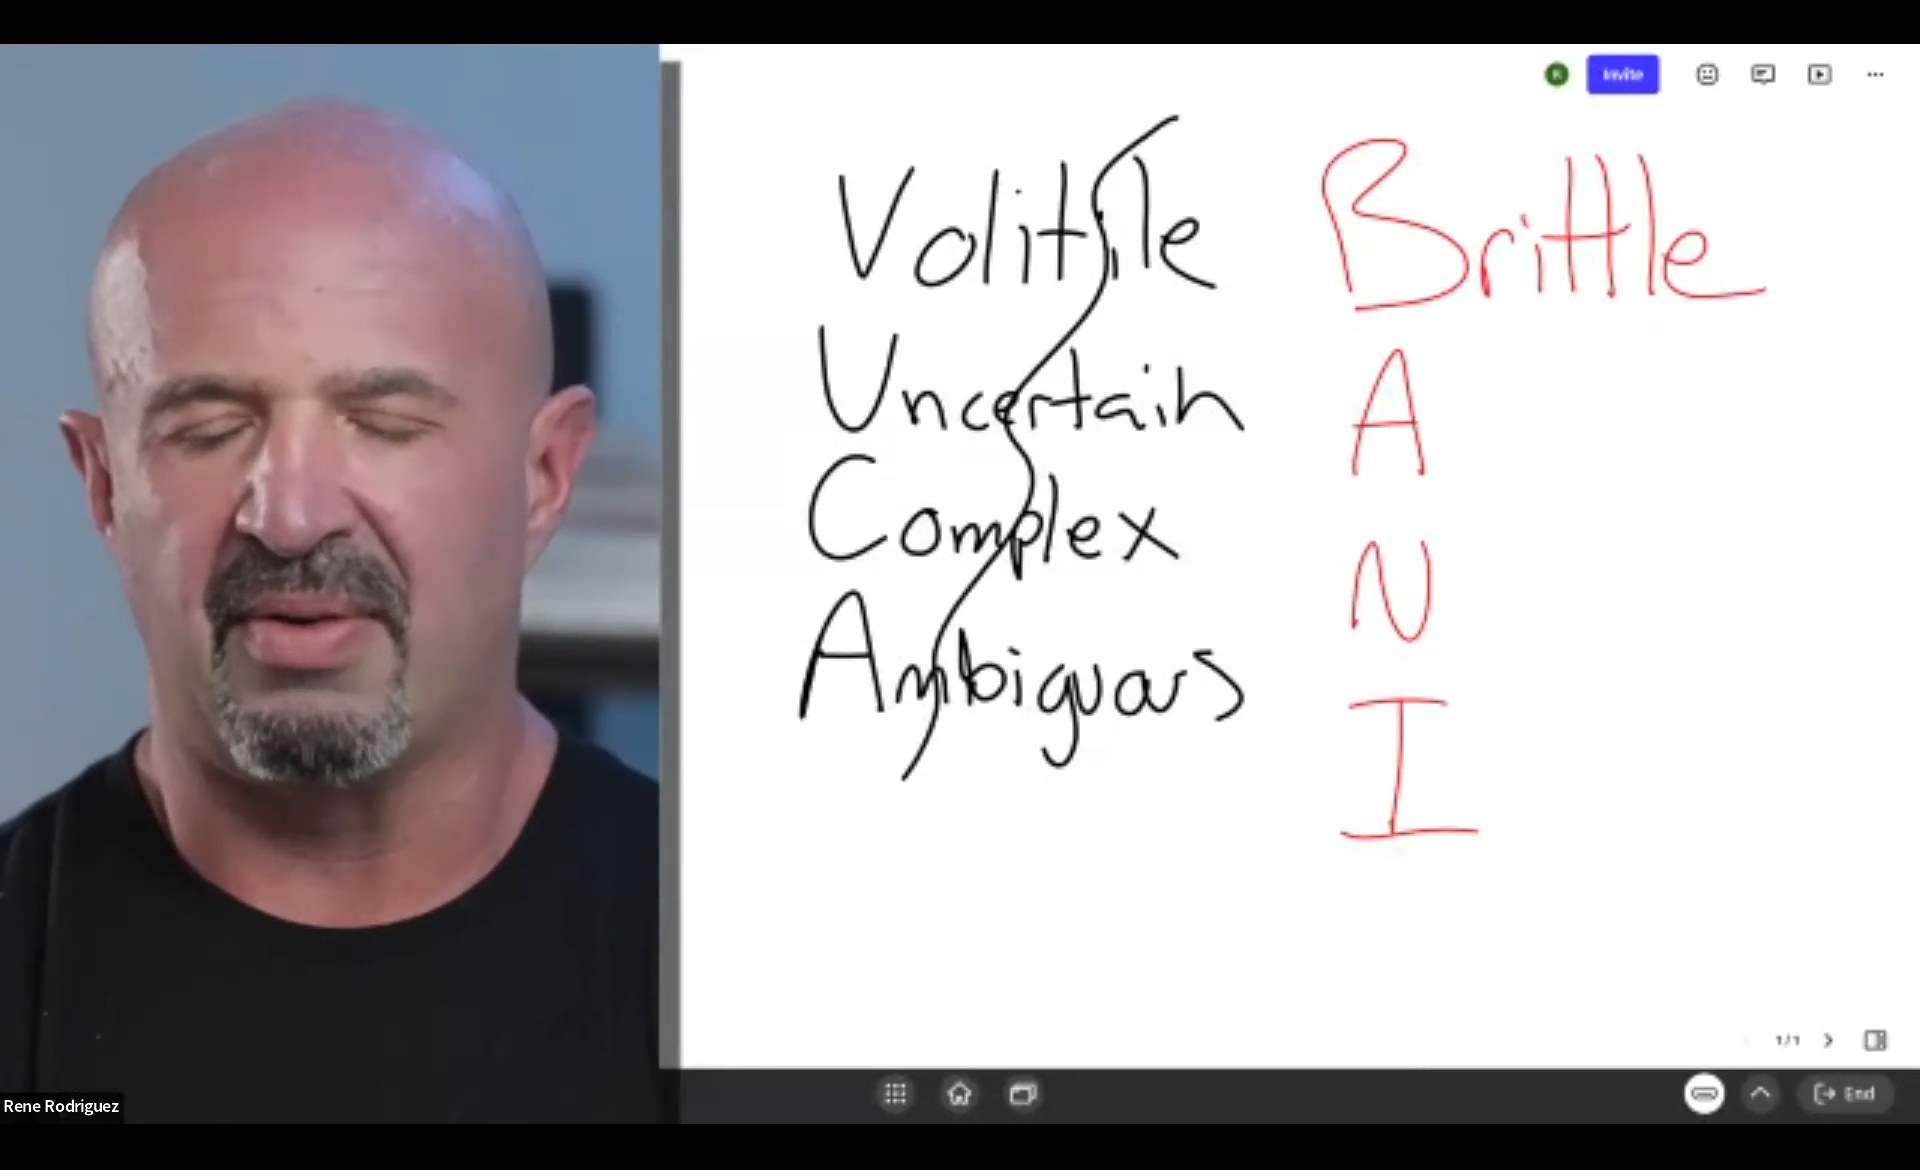 Invite
Volitile
Uncertain
Complex
Ambiguous
Brittle
A
N
I
1/1
Rene Rodriguez
End